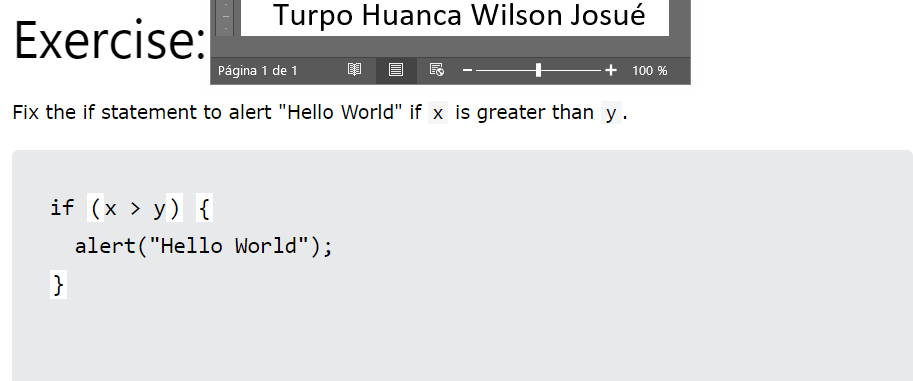 Turpo Huanca Wilson Josué
Exercise:
Página 1 de 1
100 %
Fix the if statement to alert "Hello World" if x is greater than y.
if (x > y) {
  alert("Hello World");
}